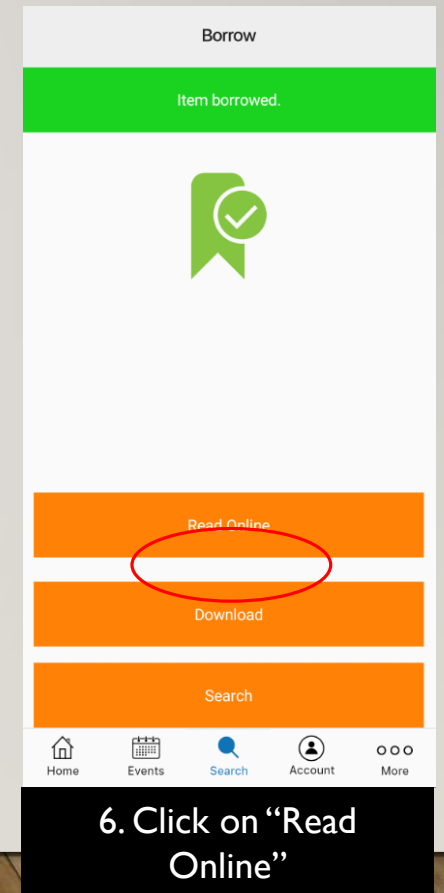 Borrow
Item borrowed.
Read Online
Download
Search
Home Events Search Account More
6. Click on “Read
Online”